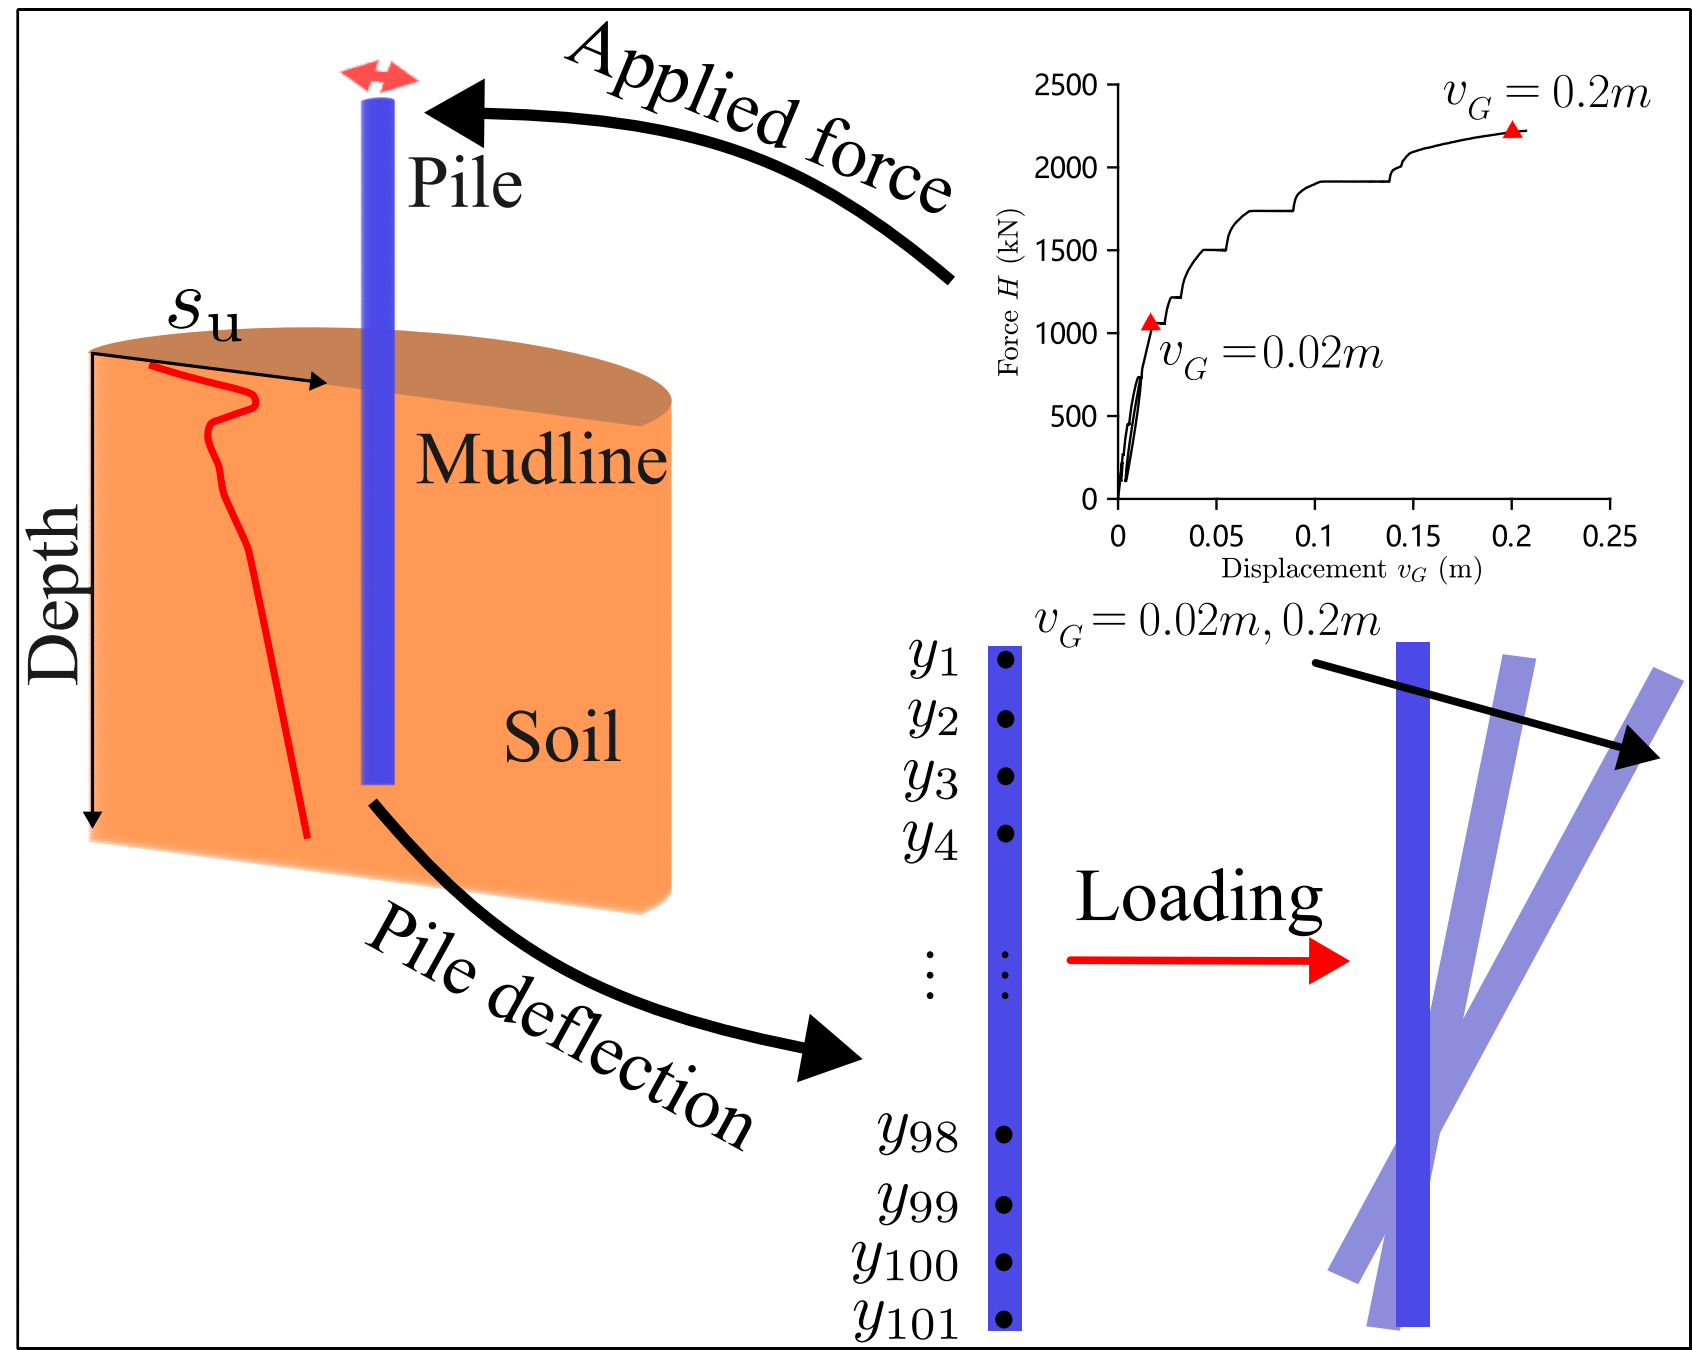 Applied force
Pile
s_u
Mudline
Depth
Soil
Pile deflection
2500
2000
1500
1000
500
0
Force H (kN)
v_G = 0.2m
v_G = 0.02m
0 0.05 0.1 0.15 0.2 0.25
Displacement v_G (m)
v_G = 0.02m, 0.2m
y_1
y_2
y_3
y_4
⋮ ⋮
y_98
y_99
y_100
y_101
Loading